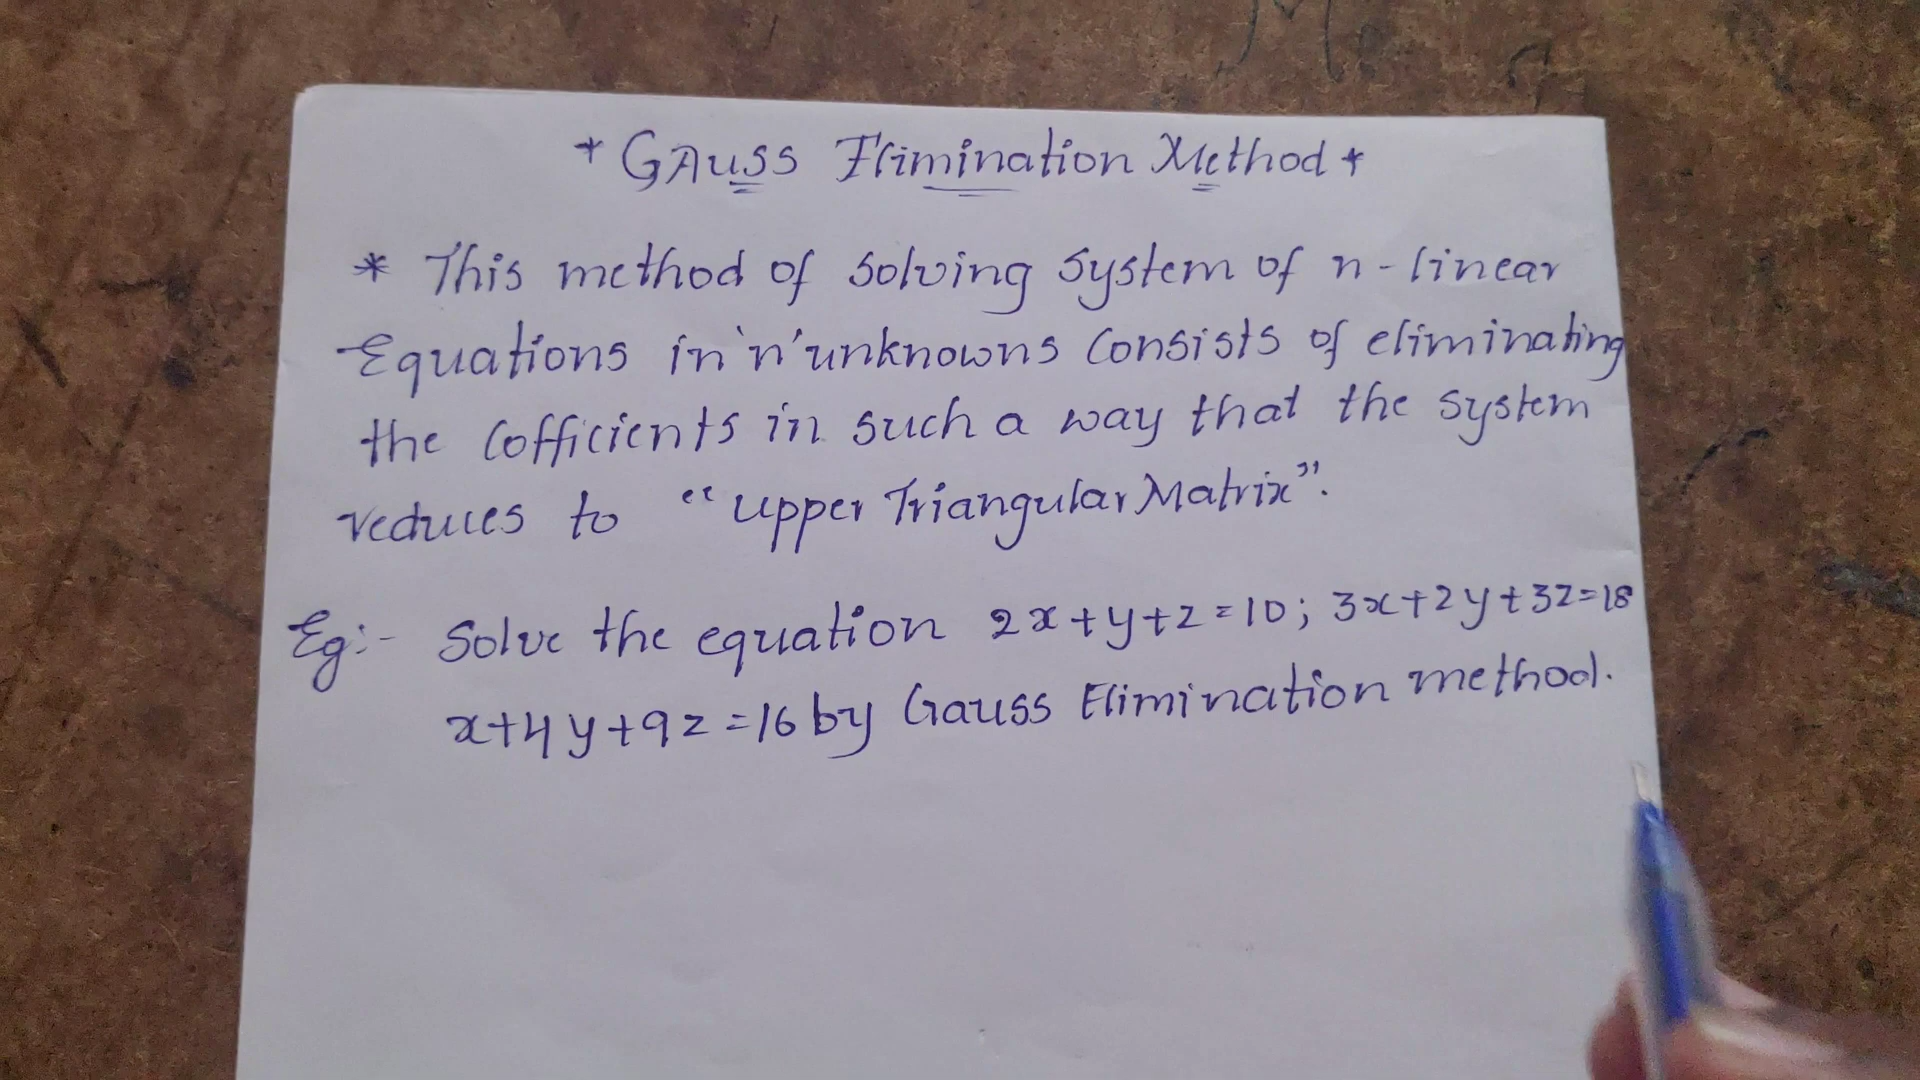 * GAUSS Elimination Method *
* This method of solving system of n-linear
Equations in 'n' unknowns consists of eliminating
the cofficients in such a way that the system
reduces to "upper Triangular Matrix".
Eg:- Solve the equation 2x+y+z=10; 3x+2y+3z=18
x+4y+9z=16 by Gauss Elimination method.